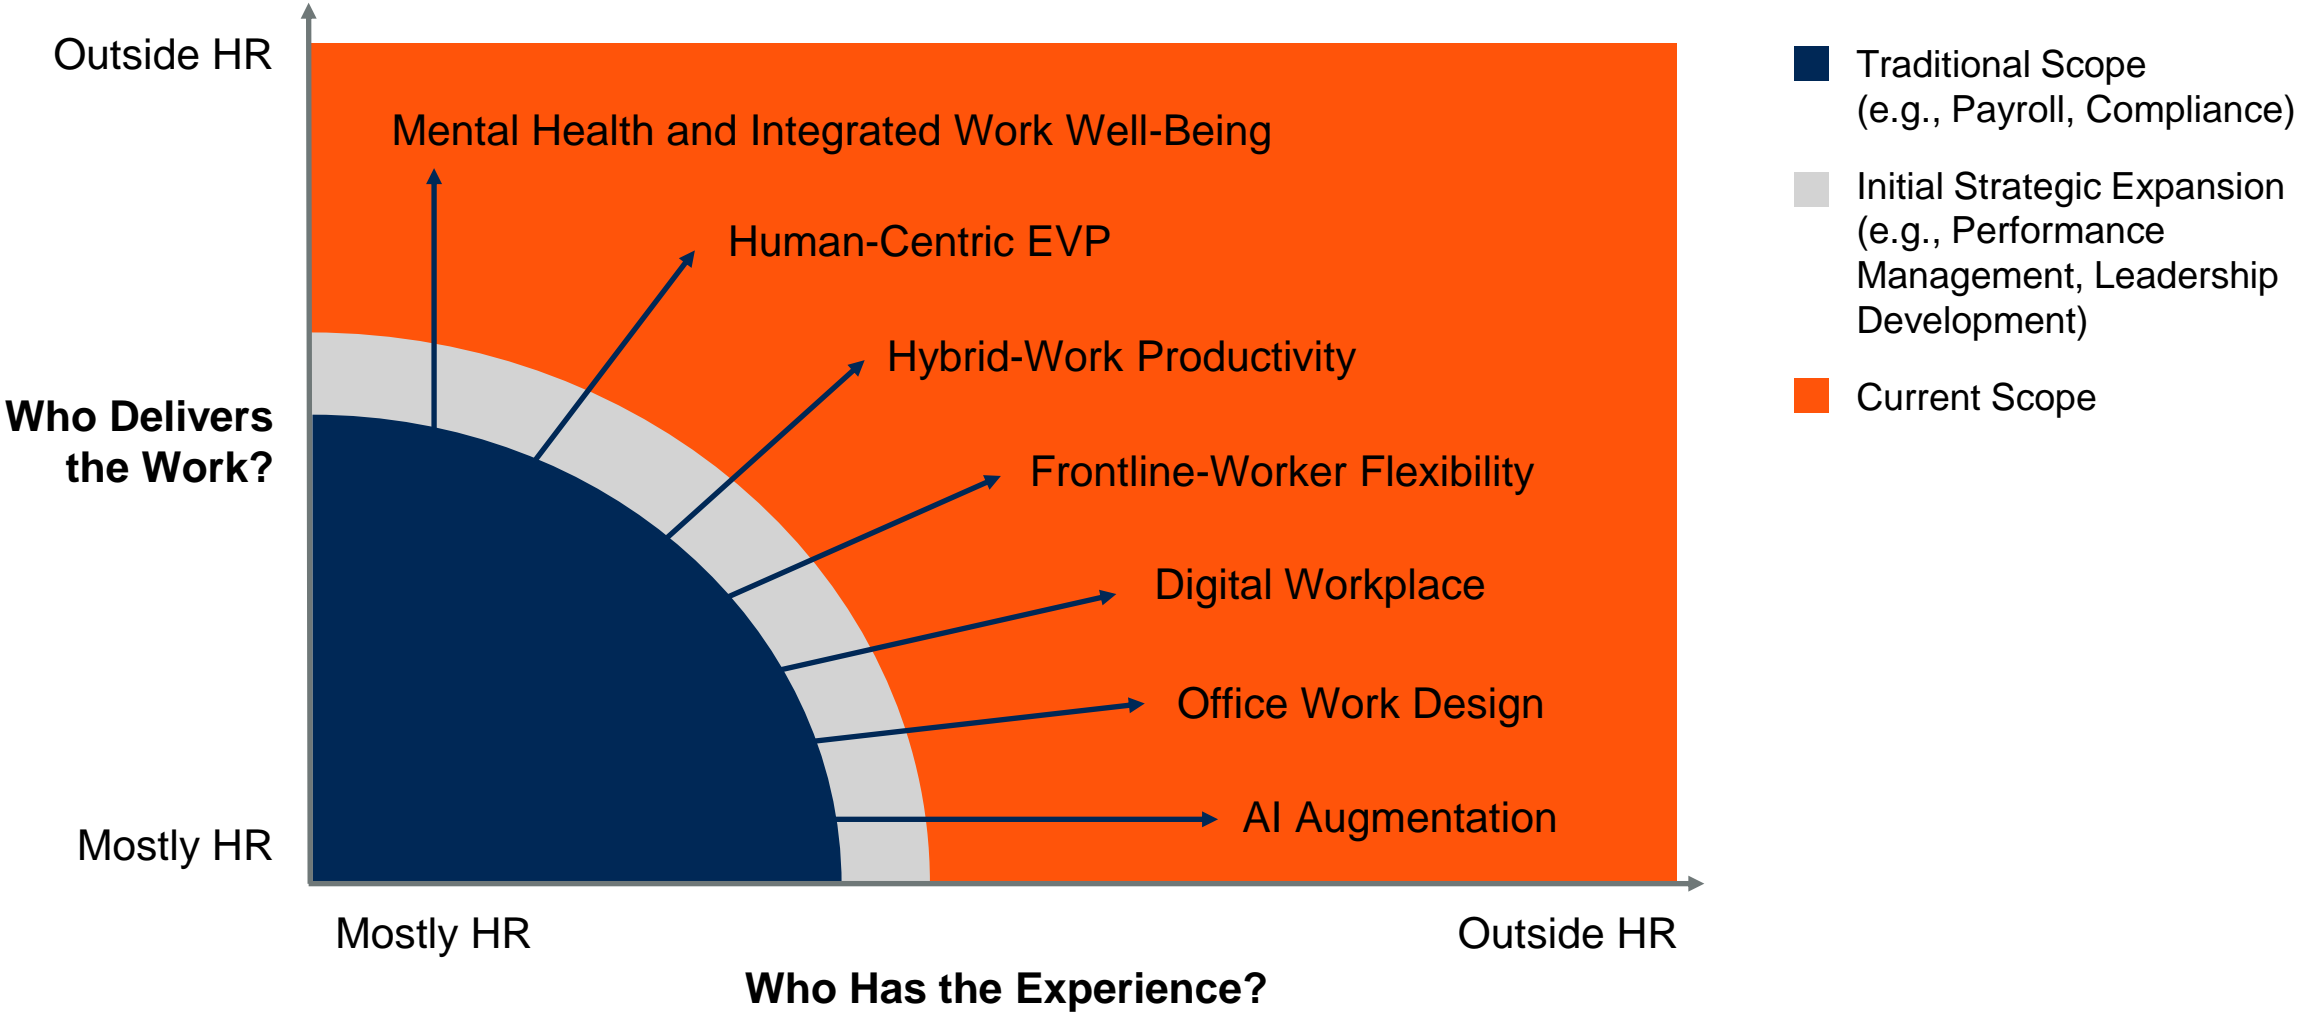 Outside HR
Who Delivers
the Work?
Mostly HR
Mental Health and Integrated Work Well-Being
Human-Centric EVP
Hybrid-Work Productivity
Frontline-Worker Flexibility
Digital Workplace
Office Work Design
AI Augmentation
Mostly HR
Outside HR
Who Has the Experience?
Traditional Scope
(e.g., Payroll, Compliance)
Initial Strategic Expansion
(e.g., Performance
Management, Leadership
Development)
Current Scope